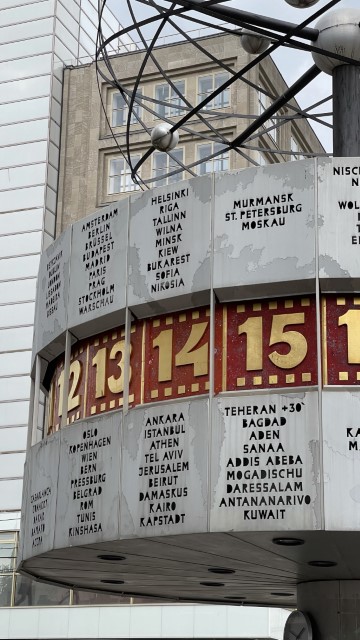 AMSTERDAM
BERLIN
BRÜSSEL
BUDAPEST
MADRID
PARIS
PRAG
STOCKHOLM
WARSCHAU
HELSINKI
RIGA
TALLINN
WILNA
MINSK
KIEW
BUKAREST
SOFIA
NIKOSIA
MURMANSK
ST. PETERSBURG
MOSKAU
12
13
14
15
1
OSLO
KOPENHAGEN
WIEN
BERN
PRESSBURG
BELGRAD
ROM
TUNIS
KINSHASA
ANKARA
ISTANBUL
ATHEN
TEL AVIV
JERUSALEM
BEIRUT
DAMASKUS
KAIRO
KAPSTADT
TEHERAN +30'
BAGDAD
ADEN
SANAA
ADDIS ABEBA
MOGADISCHU
DARESSALAM
ANTANANARIVO
KUWAIT